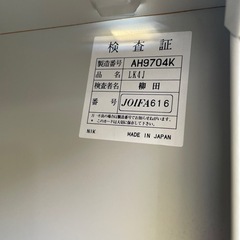 検査証
製造番号 AH9704K
品名 LK4J
検査者名 柳田
番号 JOIFA616
NIK MADE IN JAPAN